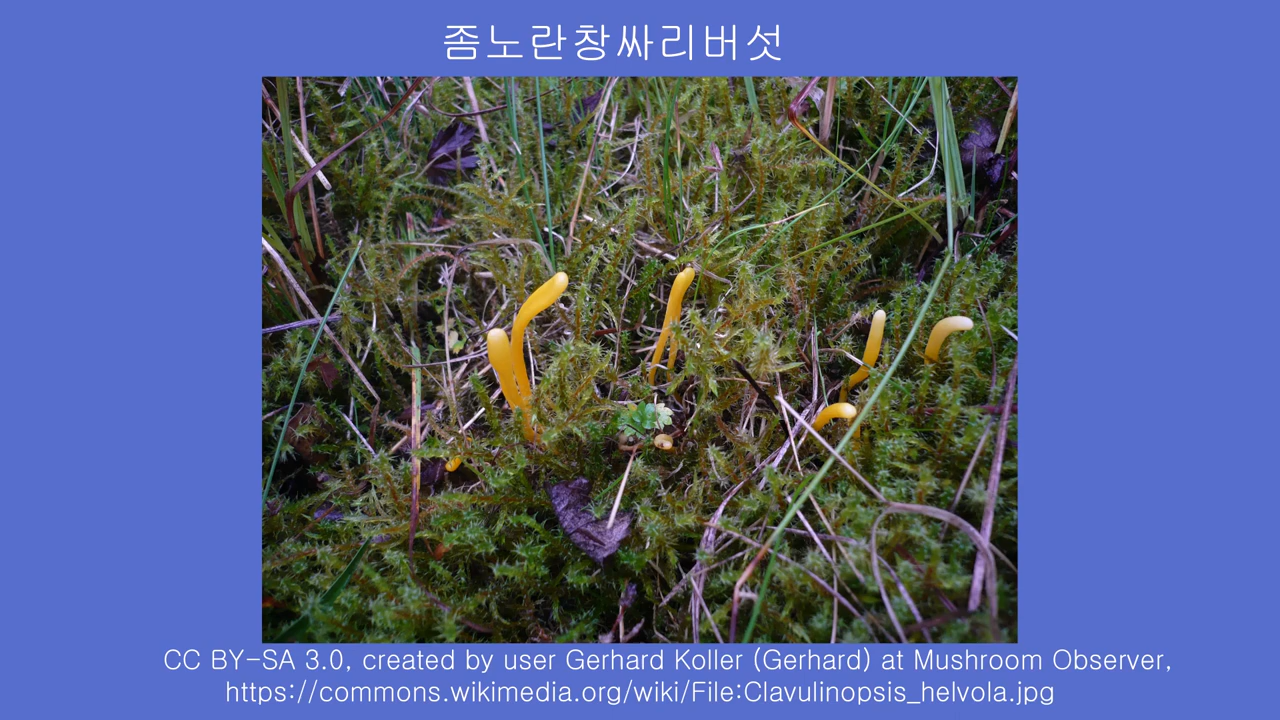 좀노란창싸리버섯
CC BY-SA 3.0, created by user Gerhard Koller (Gerhard) at Mushroom Observer,
https://commons.wikimedia.org/wiki/File:Clavulinopsis_helvola.jpg